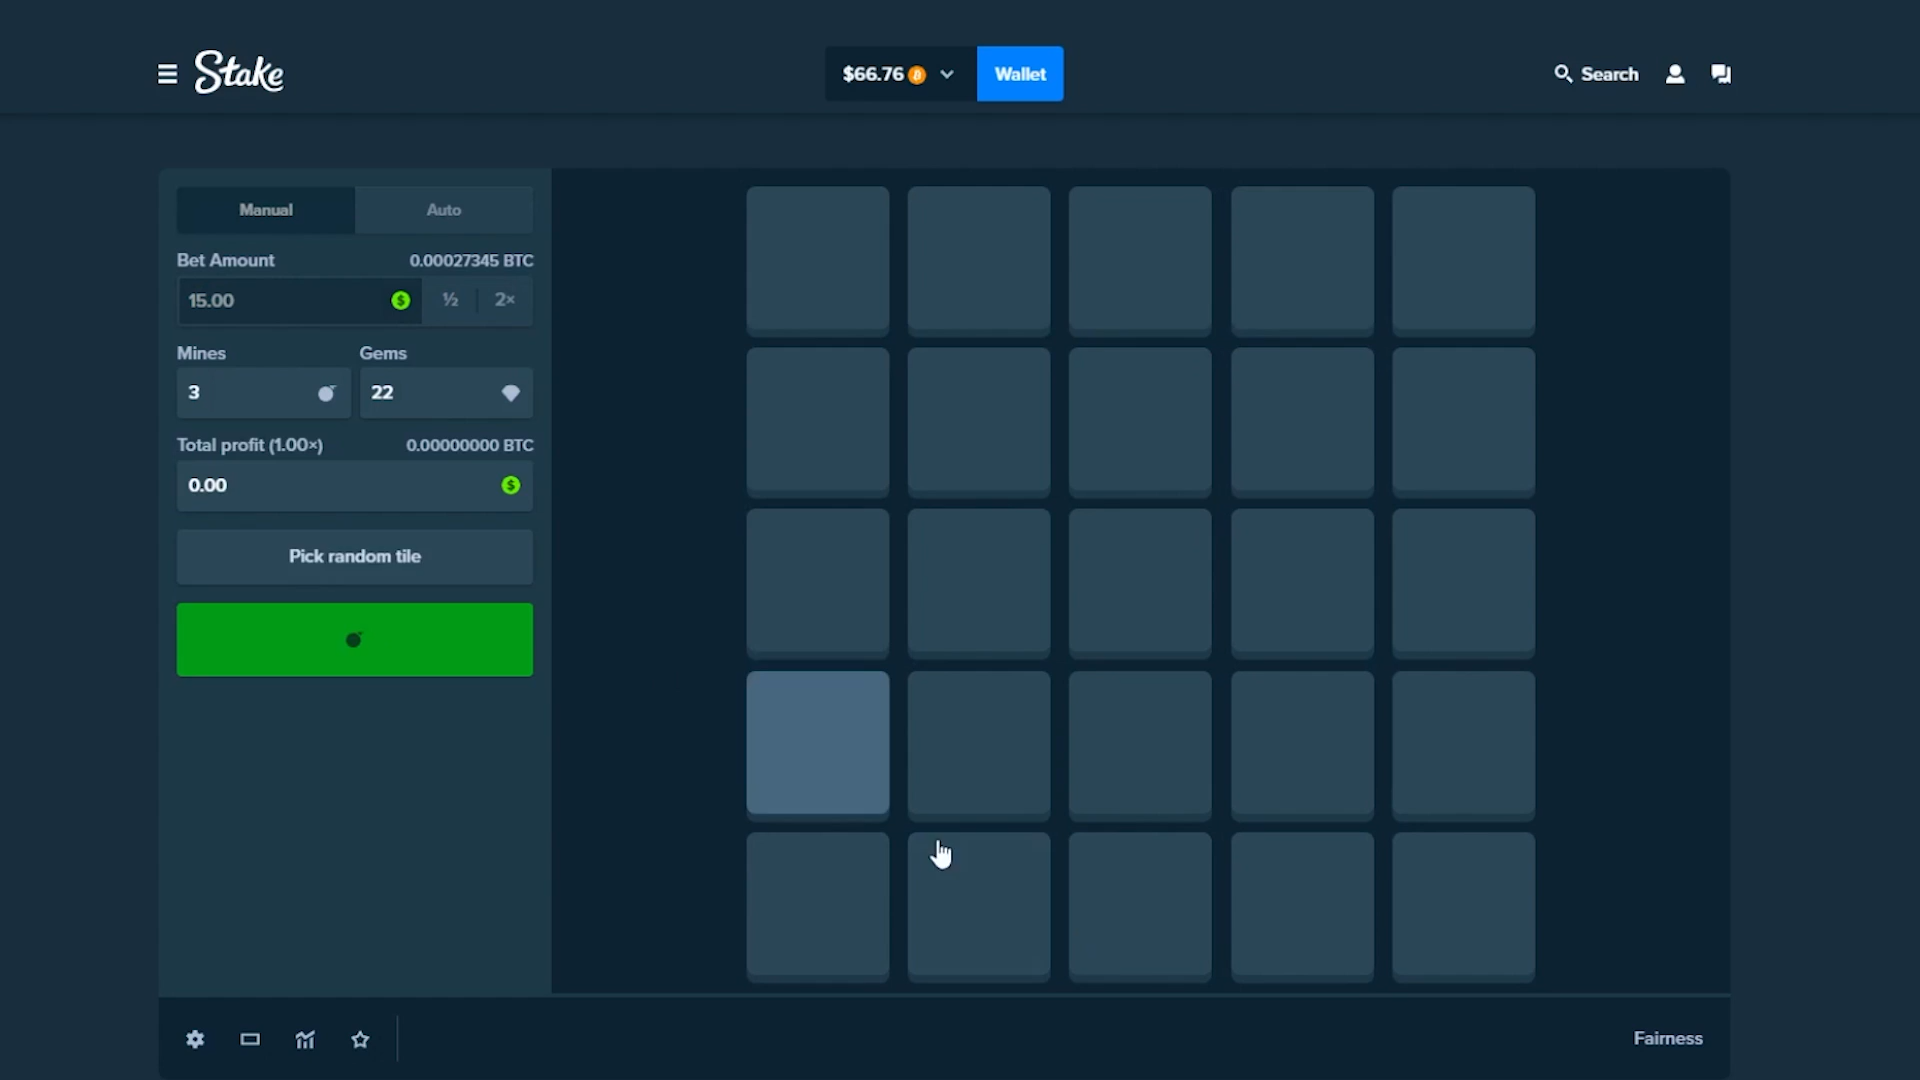 Stake
$66.76
Wallet
Search
Manual
Auto
Bet Amount
0.00027345 BTC
15.00
½
2×
Mines
Gems
3
22
Total profit (1.00×)
0.00000000 BTC
0.00
Pick random tile
Fairness